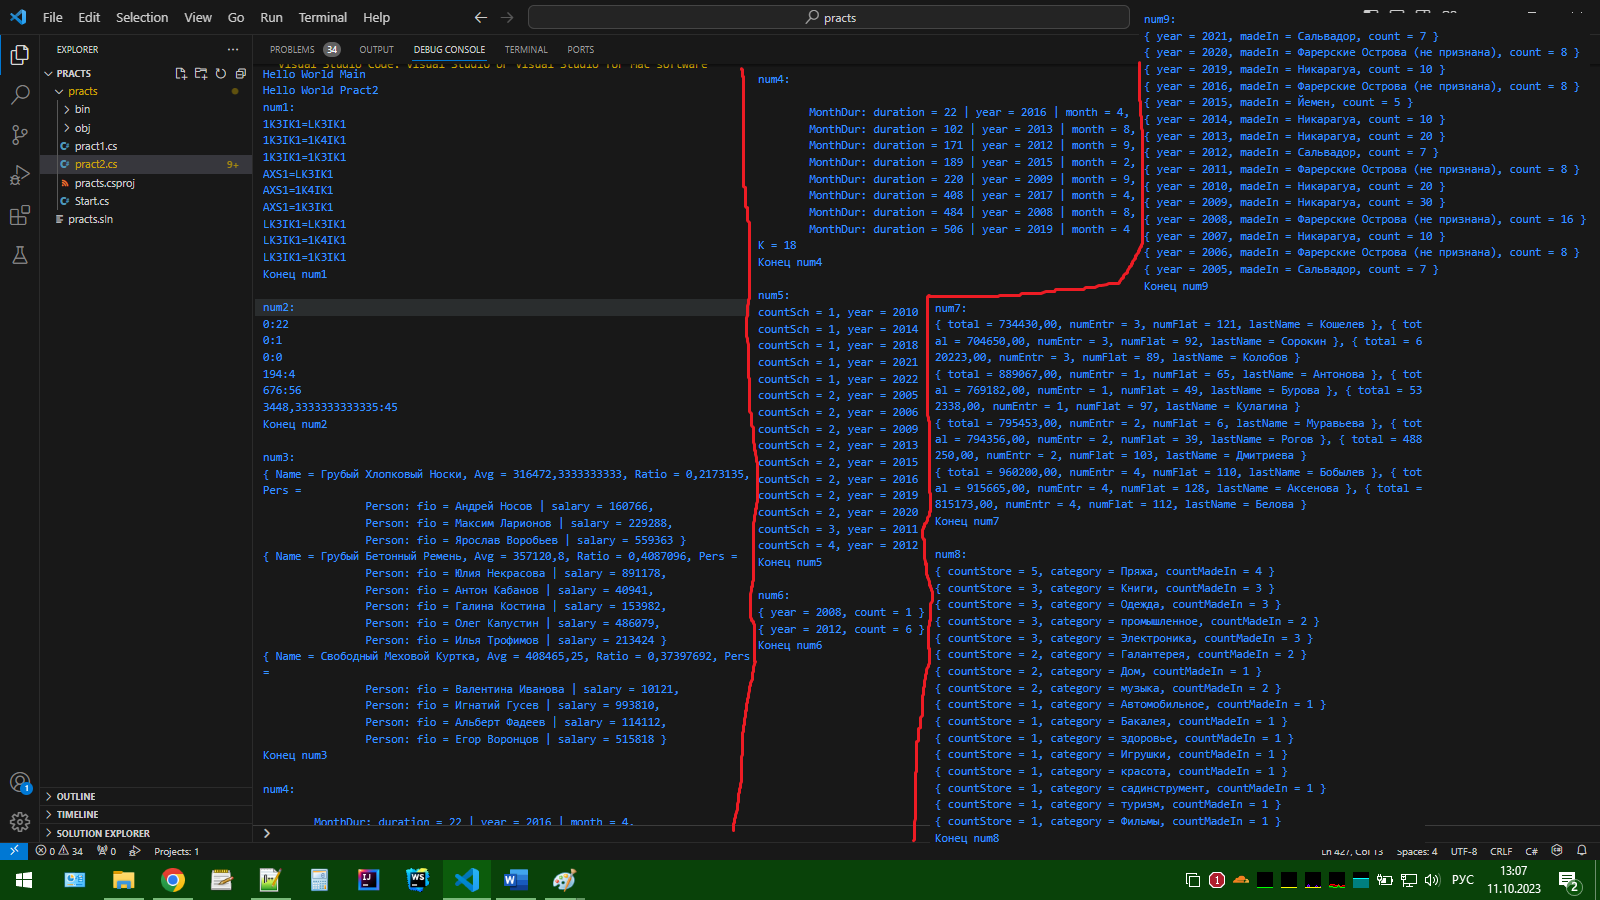 File Edit Selection View Go Run Terminal Help
practs
EXPLORER
PRACTS
practs
bin
obj
pract1.cs
pract2.cs 9+
practs.csproj
Start.cs
practs.sln
OUTLINE
TIMELINE
SOLUTION EXPLORER
PROBLEMS 34 OUTPUT DEBUG CONSOLE TERMINAL PORTS
Visual Studio Code. Visual Studio or Visual Studio for Mac software
Hello World Main
Hello World Pract2
num1:
1K3IK1=LK3IK1
1K3IK1=1K4IK1
1K3IK1=1K3IK1
AXS1=LK3IK1
AXS1=1K4IK1
AXS1=1K3IK1
LK3IK1=LK3IK1
LK3IK1=1K4IK1
LK3IK1=1K3IK1
Конец num1
num2:
0:22
0:1
0:0
194:4
676:56
3448,3333333333335:45
Конец num2
num3:
{ Name = Грубый Хлопковый Носки, Avg = 316472,3333333333, Ratio = 0,2173135,
Pers =
Person: fio = Андрей Носов | salary = 160766,
Person: fio = Максим Ларионов | salary = 229288,
Person: fio = Ярослав Воробьев | salary = 559363 }
{ Name = Грубый Бетонный Ремень, Avg = 357120,8, Ratio = 0,4087096, Pers =
Person: fio = Юлия Некрасова | salary = 891178,
Person: fio = Антон Кабанов | salary = 40941,
Person: fio = Галина Костина | salary = 153982,
Person: fio = Олег Капустин | salary = 486079,
Person: fio = Илья Трофимов | salary = 213424 }
{ Name = Свободный Меховой Куртка, Avg = 408465,25, Ratio = 0,37397692, Pers
=
Person: fio = Валентина Иванова | salary = 10121,
Person: fio = Игнатий Гусев | salary = 993810,
Person: fio = Альберт Фадеев | salary = 114112,
Person: fio = Егор Воронцов | salary = 515818 }
Конец num3
num4:
MonthDur: duration = 22 | year = 2016 | month = 4,
num4:
MonthDur: duration = 22 | year = 2016 | month = 4,
MonthDur: duration = 102 | year = 2013 | month = 8,
MonthDur: duration = 171 | year = 2012 | month = 9,
MonthDur: duration = 189 | year = 2015 | month = 2,
MonthDur: duration = 220 | year = 2009 | month = 9,
MonthDur: duration = 408 | year = 2017 | month = 4,
MonthDur: duration = 484 | year = 2008 | month = 8,
MonthDur: duration = 506 | year = 2019 | month = 4
K = 18
Конец num4
num5:
countSch = 1, year = 2010
countSch = 1, year = 2014
countSch = 1, year = 2018
countSch = 1, year = 2021
countSch = 1, year = 2022
countSch = 2, year = 2005
countSch = 2, year = 2006
countSch = 2, year = 2009
countSch = 2, year = 2013
countSch = 2, year = 2015
countSch = 2, year = 2016
countSch = 2, year = 2019
countSch = 2, year = 2020
countSch = 3, year = 2011
countSch = 4, year = 2012
Конец num5
num6:
{ year = 2008, count = 1 }
{ year = 2012, count = 6 }
Конец num6
num7:
{ total = 734430,00, numEntr = 3, numFlat = 121, lastName = Кошелев }, { tot
al = 704650,00, numEntr = 3, numFlat = 92, lastName = Сорокин }, { total = 6
20223,00, numEntr = 3, numFlat = 89, lastName = Колобов }
{ total = 889067,00, numEntr = 1, numFlat = 65, lastName = Антонова }, { tot
al = 769182,00, numEntr = 1, numFlat = 49, lastName = Бурова }, { total = 53
2338,00, numEntr = 1, numFlat = 97, lastName = Кулагина }
{ total = 795453,00, numEntr = 2, numFlat = 6, lastName = Муравьева }, { tot
al = 794356,00, numEntr = 2, numFlat = 39, lastName = Рогов }, { total = 488
250,00, numEntr = 2, numFlat = 103, lastName = Дмитриева }
{ total = 960200,00, numEntr = 4, numFlat = 110, lastName = Бобылев }, { tot
al = 915665,00, numEntr = 4, numFlat = 128, lastName = Аксенова }, { total =
815173,00, numEntr = 4, numFlat = 112, lastName = Белова }
Конец num7
num8:
{ countStore = 5, category = Пряжа, countMadeIn = 4 }
{ countStore = 3, category = Книги, countMadeIn = 3 }
{ countStore = 3, category = Одежда, countMadeIn = 3 }
{ countStore = 3, category = промышленное, countMadeIn = 2 }
{ countStore = 3, category = Электроника, countMadeIn = 3 }
{ countStore = 2, category = Галантерея, countMadeIn = 2 }
{ countStore = 2, category = Дом, countMadeIn = 1 }
{ countStore = 2, category = музыка, countMadeIn = 2 }
{ countStore = 1, category = Автомобильное, countMadeIn = 1 }
{ countStore = 1, category = Бакалея, countMadeIn = 1 }
{ countStore = 1, category = здоровье, countMadeIn = 1 }
{ countStore = 1, category = Игрушки, countMadeIn = 1 }
{ countStore = 1, category = красота, countMadeIn = 1 }
{ countStore = 1, category = садинструмент, countMadeIn = 1 }
{ countStore = 1, category = туризм, countMadeIn = 1 }
{ countStore = 1, category = Фильмы, countMadeIn = 1 }
Конец num8
num9:
{ year = 2021, madeIn = Сальвадор, count = 7 }
{ year = 2020, madeIn = Фарерские Острова (не признана), count = 8 }
{ year = 2019, madeIn = Никарагуа, count = 10 }
{ year = 2016, madeIn = Фарерские Острова (не признана), count = 8 }
{ year = 2015, madeIn = Йемен, count = 5 }
{ year = 2014, madeIn = Никарагуа, count = 10 }
{ year = 2013, madeIn = Никарагуа, count = 20 }
{ year = 2012, madeIn = Сальвадор, count = 7 }
{ year = 2011, madeIn = Фарерские Острова (не признана), count = 8 }
{ year = 2010, madeIn = Никарагуа, count = 20 }
{ year = 2009, madeIn = Никарагуа, count = 30 }
{ year = 2008, madeIn = Фарерские Острова (не признана), count = 16 }
{ year = 2007, madeIn = Никарагуа, count = 10 }
{ year = 2006, madeIn = Фарерские Острова (не признана), count = 8 }
{ year = 2005, madeIn = Сальвадор, count = 7 }
Конец num9
0 34 0 Projects: 1
Ln 427, Col 13 Spaces: 4 UTF-8 CRLF C#
РУС
13:07
11.10.2023
2